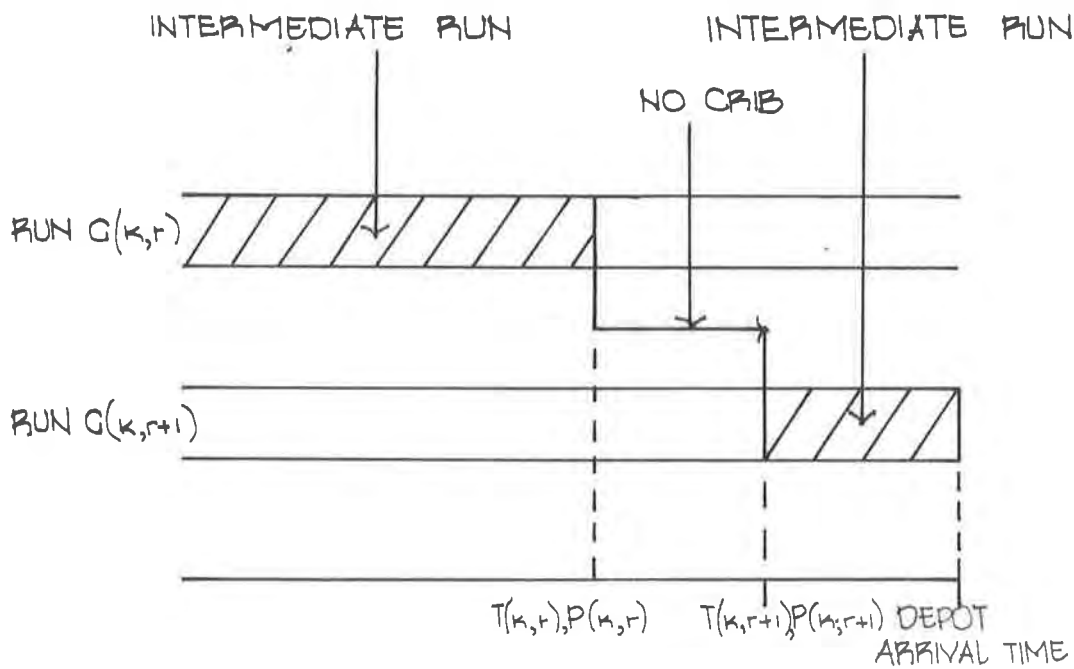 INTERMEDIATE RUN
INTERMEDIATE RUN
NO CRIB
RUN G(k,r)
RUN G(k,r+1)
T(k,r),P(k,r)
T(k,r+1),P(k,r+1)
DEPOT
ARRIVAL TIME